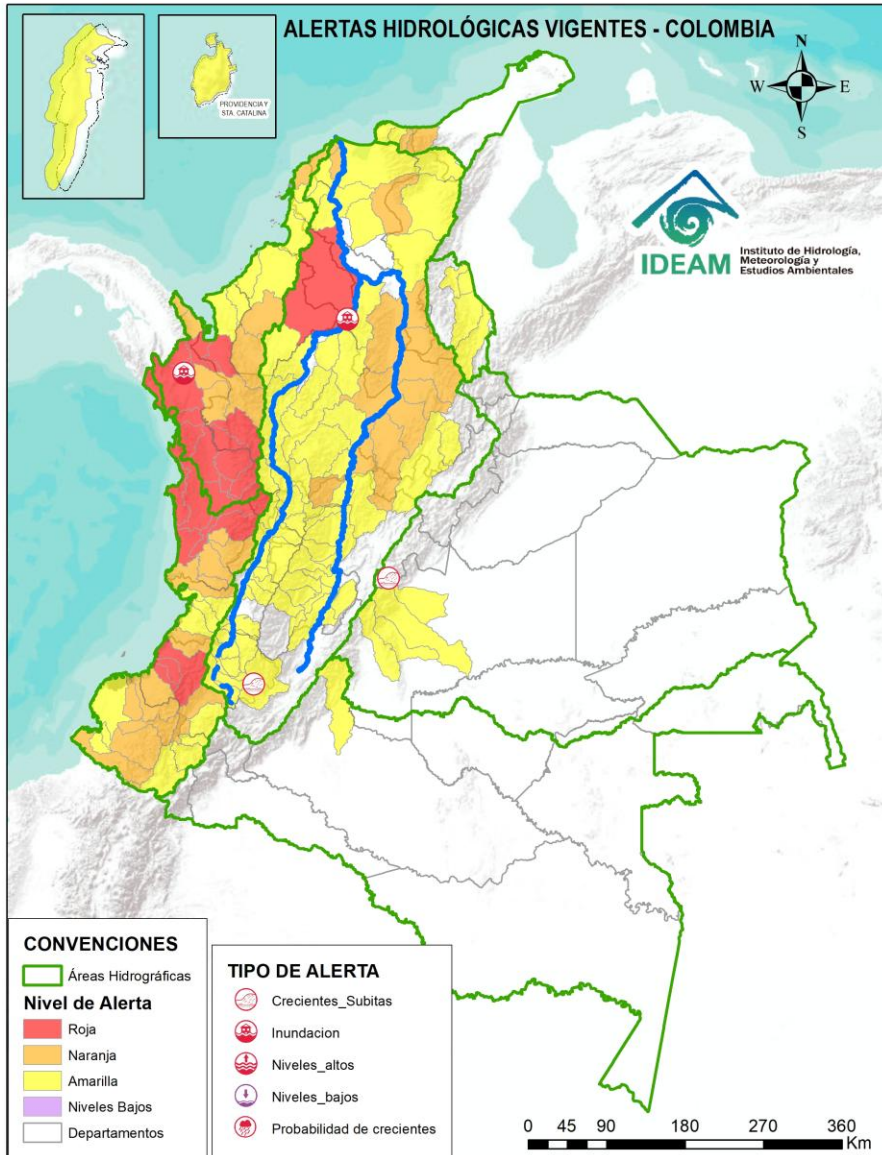 ALERTAS HIDROLÓGICAS VIGENTES - COLOMBIA
PROVIDENCIA Y
STA. CATALINA
N
W
E
S
IDEAM
Instituto de Hidrología,
Meteorología y
Estudios Ambientales
CONVENCIONES
Áreas Hidrográficas
Nivel de Alerta
Roja
Naranja
Amarilla
Niveles Bajos
Departamentos
TIPO DE ALERTA
Crecientes_Subitas
Inundacion
Niveles_altos
Niveles_bajos
Probabilidad de crecientes
0 45 90 180 270 360
Km